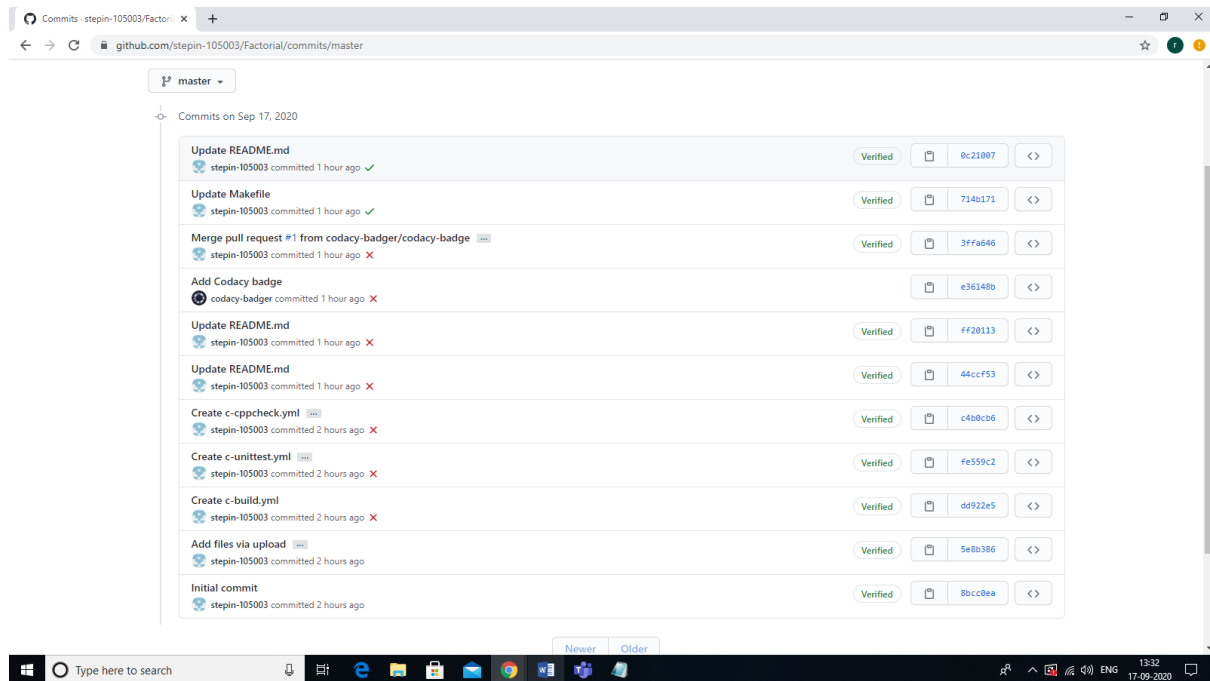 Commits · stepin-105003/Factori
github.com/stepin-105003/Factorial/commits/master
master
Commits on Sep 17, 2020
Update README.md
stepin-105003 committed 1 hour ago
Verified
0c21007
Update Makefile
stepin-105003 committed 1 hour ago
Verified
714b171
Merge pull request #1 from codacy-badger/codacy-badge
stepin-105003 committed 1 hour ago
Verified
3ffa646
Add Codacy badge
codacy-badger committed 1 hour ago
e36148b
Update README.md
stepin-105003 committed 1 hour ago
Verified
ff20113
Update README.md
stepin-105003 committed 1 hour ago
Verified
44ccf53
Create c-cppcheck.yml
stepin-105003 committed 2 hours ago
Verified
c4b0cb6
Create c-unittest.yml
stepin-105003 committed 2 hours ago
Verified
fe559c2
Create c-build.yml
stepin-105003 committed 2 hours ago
Verified
dd922e5
Add files via upload
stepin-105003 committed 2 hours ago
Verified
5e8b386
Initial commit
stepin-105003 committed 2 hours ago
Verified
8bcc0ea
Newer
Older
Type here to search
ENG
13:32
17-09-2020